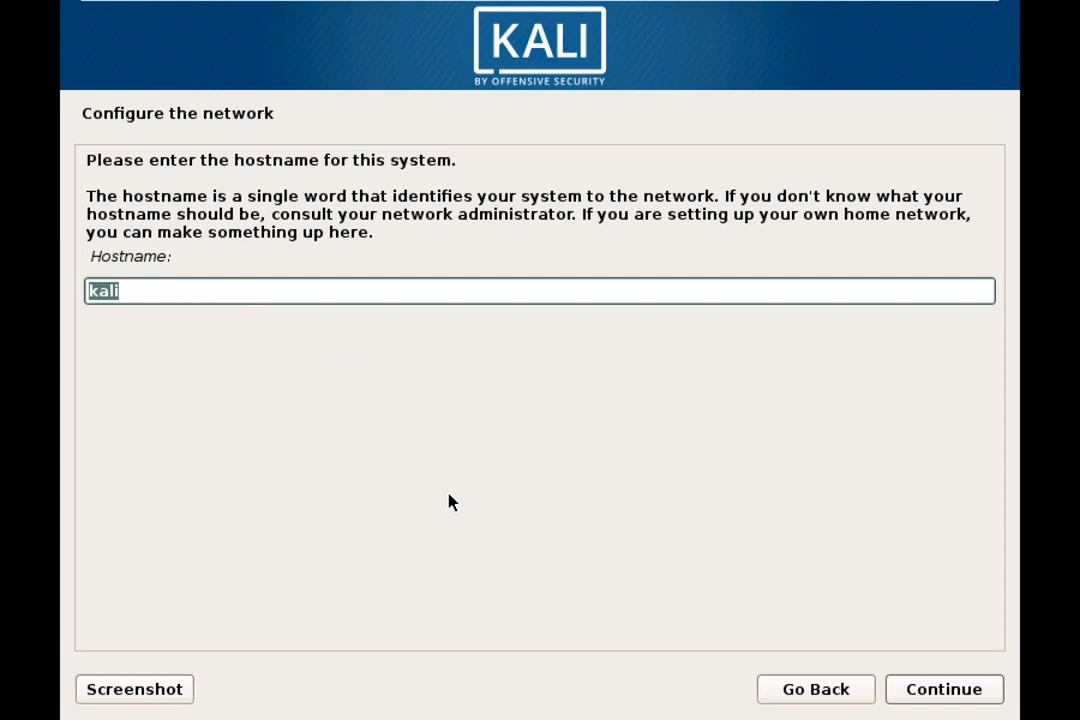 KALI
BY OFFENSIVE SECURITY
Configure the network
Please enter the hostname for this system.
The hostname is a single word that identifies your system to the network. If you don't know what your
hostname should be, consult your network administrator. If you are setting up your own home network,
you can make something up here.
Hostname:
kali
Screenshot
Go Back
Continue